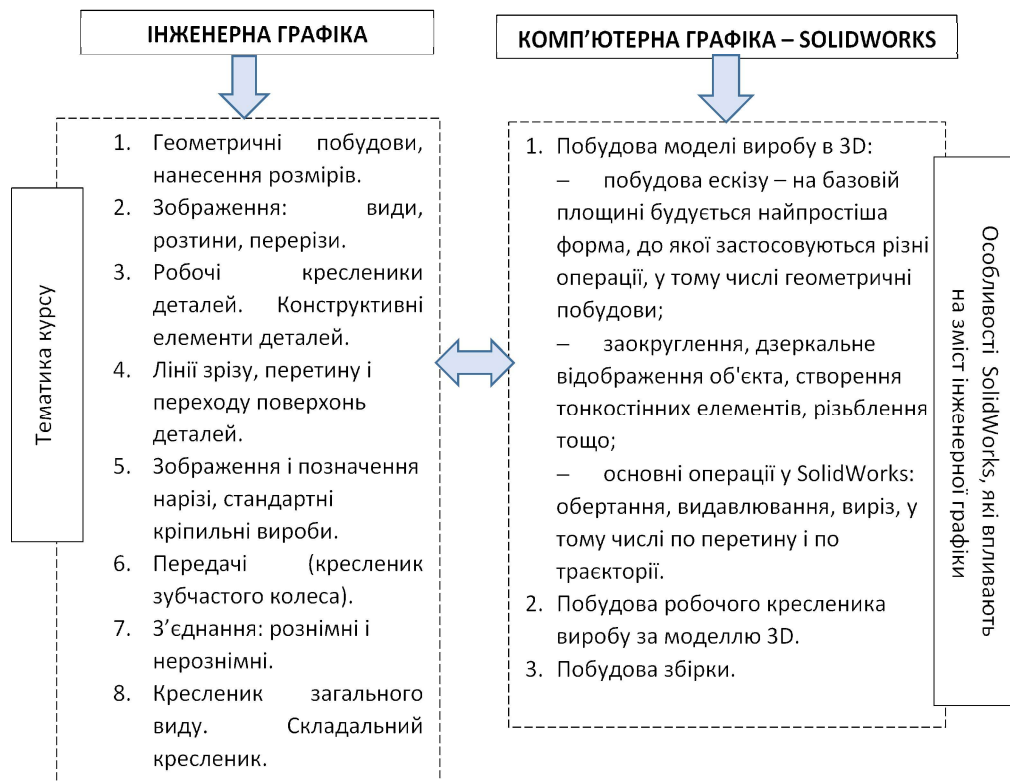 ІНЖЕНЕРНА ГРАФІКА
Тематика курсу
1. Геометричні побудови,
нанесення розмірів.
2. Зображення: види,
розтини, перерізи.
3. Робочі кресленики
деталей. Конструктивні
елементи деталей.
4. Лінії зрізу, перетину і
переходу поверхонь
деталей.
5. Зображення і позначення
нарізі, стандартні
кріпильні вироби.
6. Передачі (кресленик
зубчастого колеса).
7. З’єднання: рознімні і
нерознімні.
8. Кресленик загального
виду. Складальний
кресленик.
КОМП’ЮТЕРНА ГРАФІКА – SOLIDWORKS
1. Побудова моделі виробу в 3D:
– побудова ескізу – на базовій
площині будується найпростіша
форма, до якої застосовуються різні
операції, у тому числі геометричні
побудови;
– заокруглення, дзеркальне
відображення об'єкта, створення
тонкостінних елементів, різьблення
тощо;
– основні операції у SolidWorks:
обертання, видавлювання, виріз, у
тому числі по перетину і по
траєкторії.
2. Побудова робочого кресленика
виробу за моделлю 3D.
3. Побудова збірки.
Особливості SolidWorks, які впливають
на зміст інженерної графіки